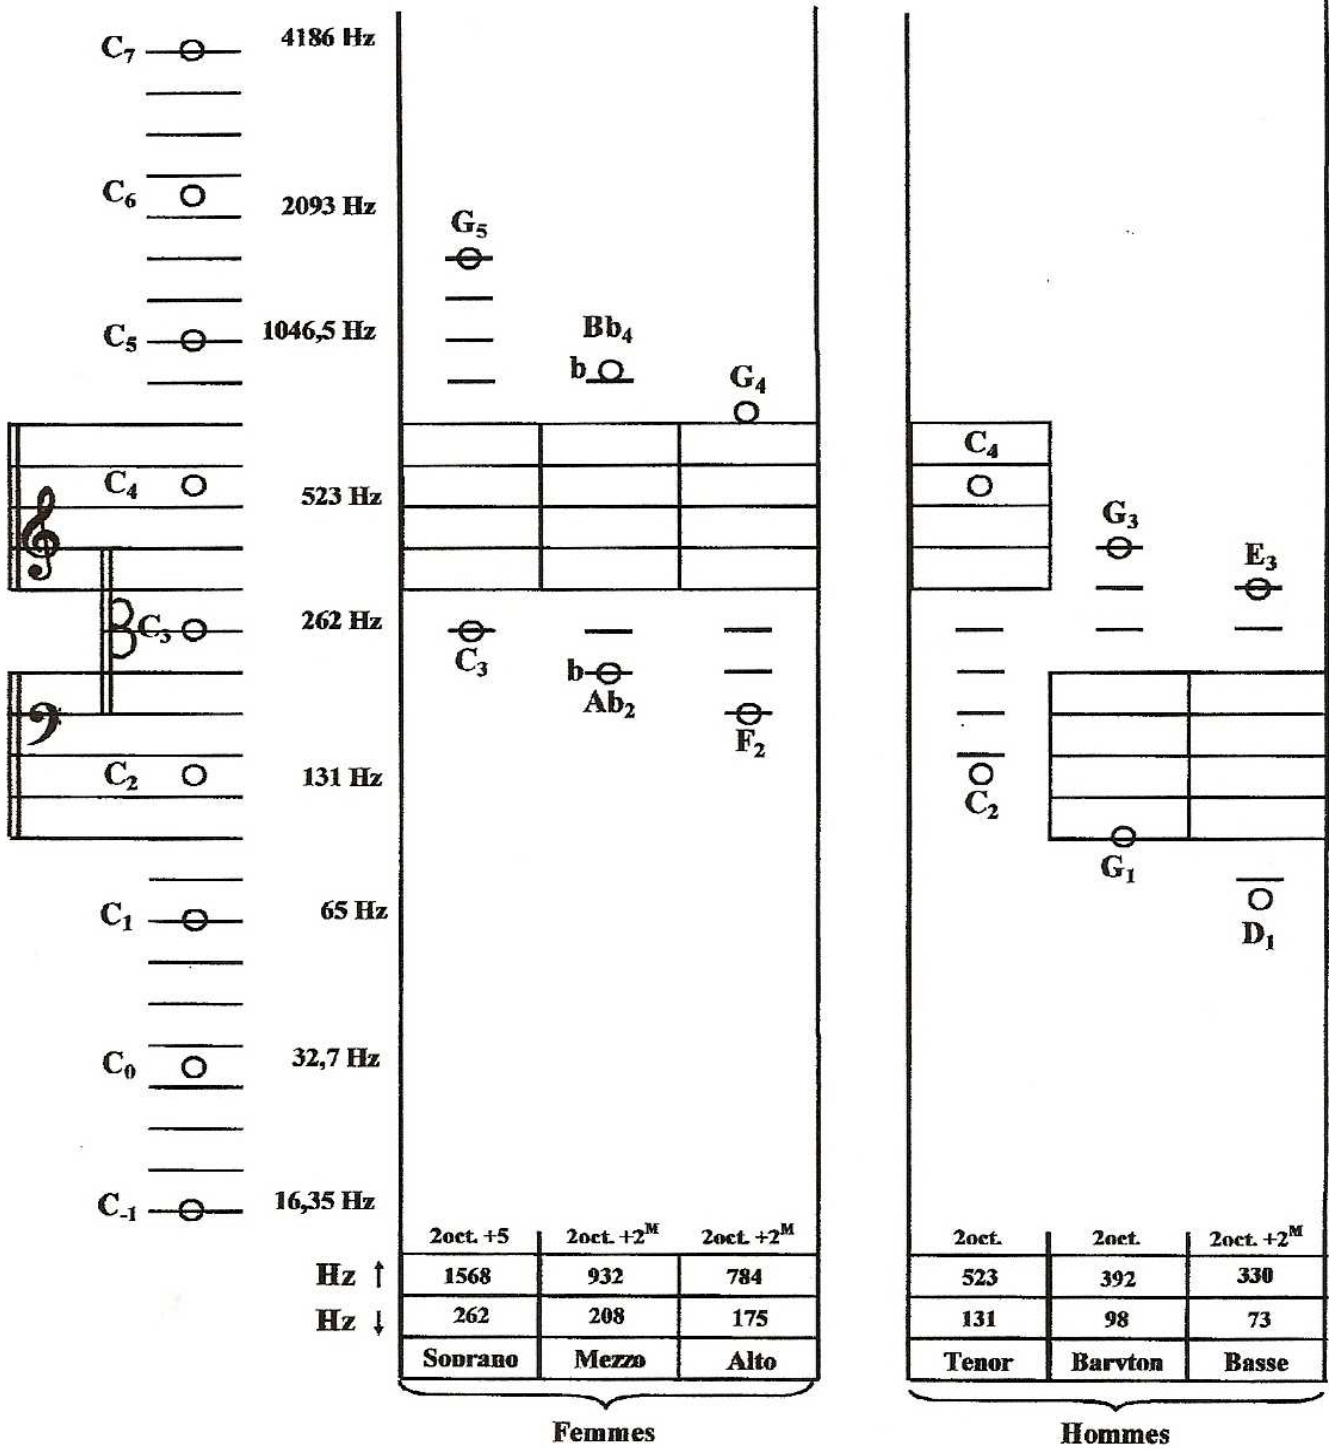 C7 4186 Hz
C6 2093 Hz
G5
C5 1046,5 Hz
Bb4
b
G4
C4 523 Hz
C4
G3
E3
C3 262 Hz
C3
b
Ab2
F2
C2 131 Hz
C2
G1
C1 65 Hz
D1
C0 32,7 Hz
C-1 16,35 Hz
2oct. +5 2oct. +2M 2oct. +2M 2oct. 2oct. 2oct. +2M
Hz ↑ 1568 932 784 523 392 330
Hz ↓ 262 208 175 131 98 73
Soprano Mezzo Alto Tenor Baryton Basse
Femmes Hommes